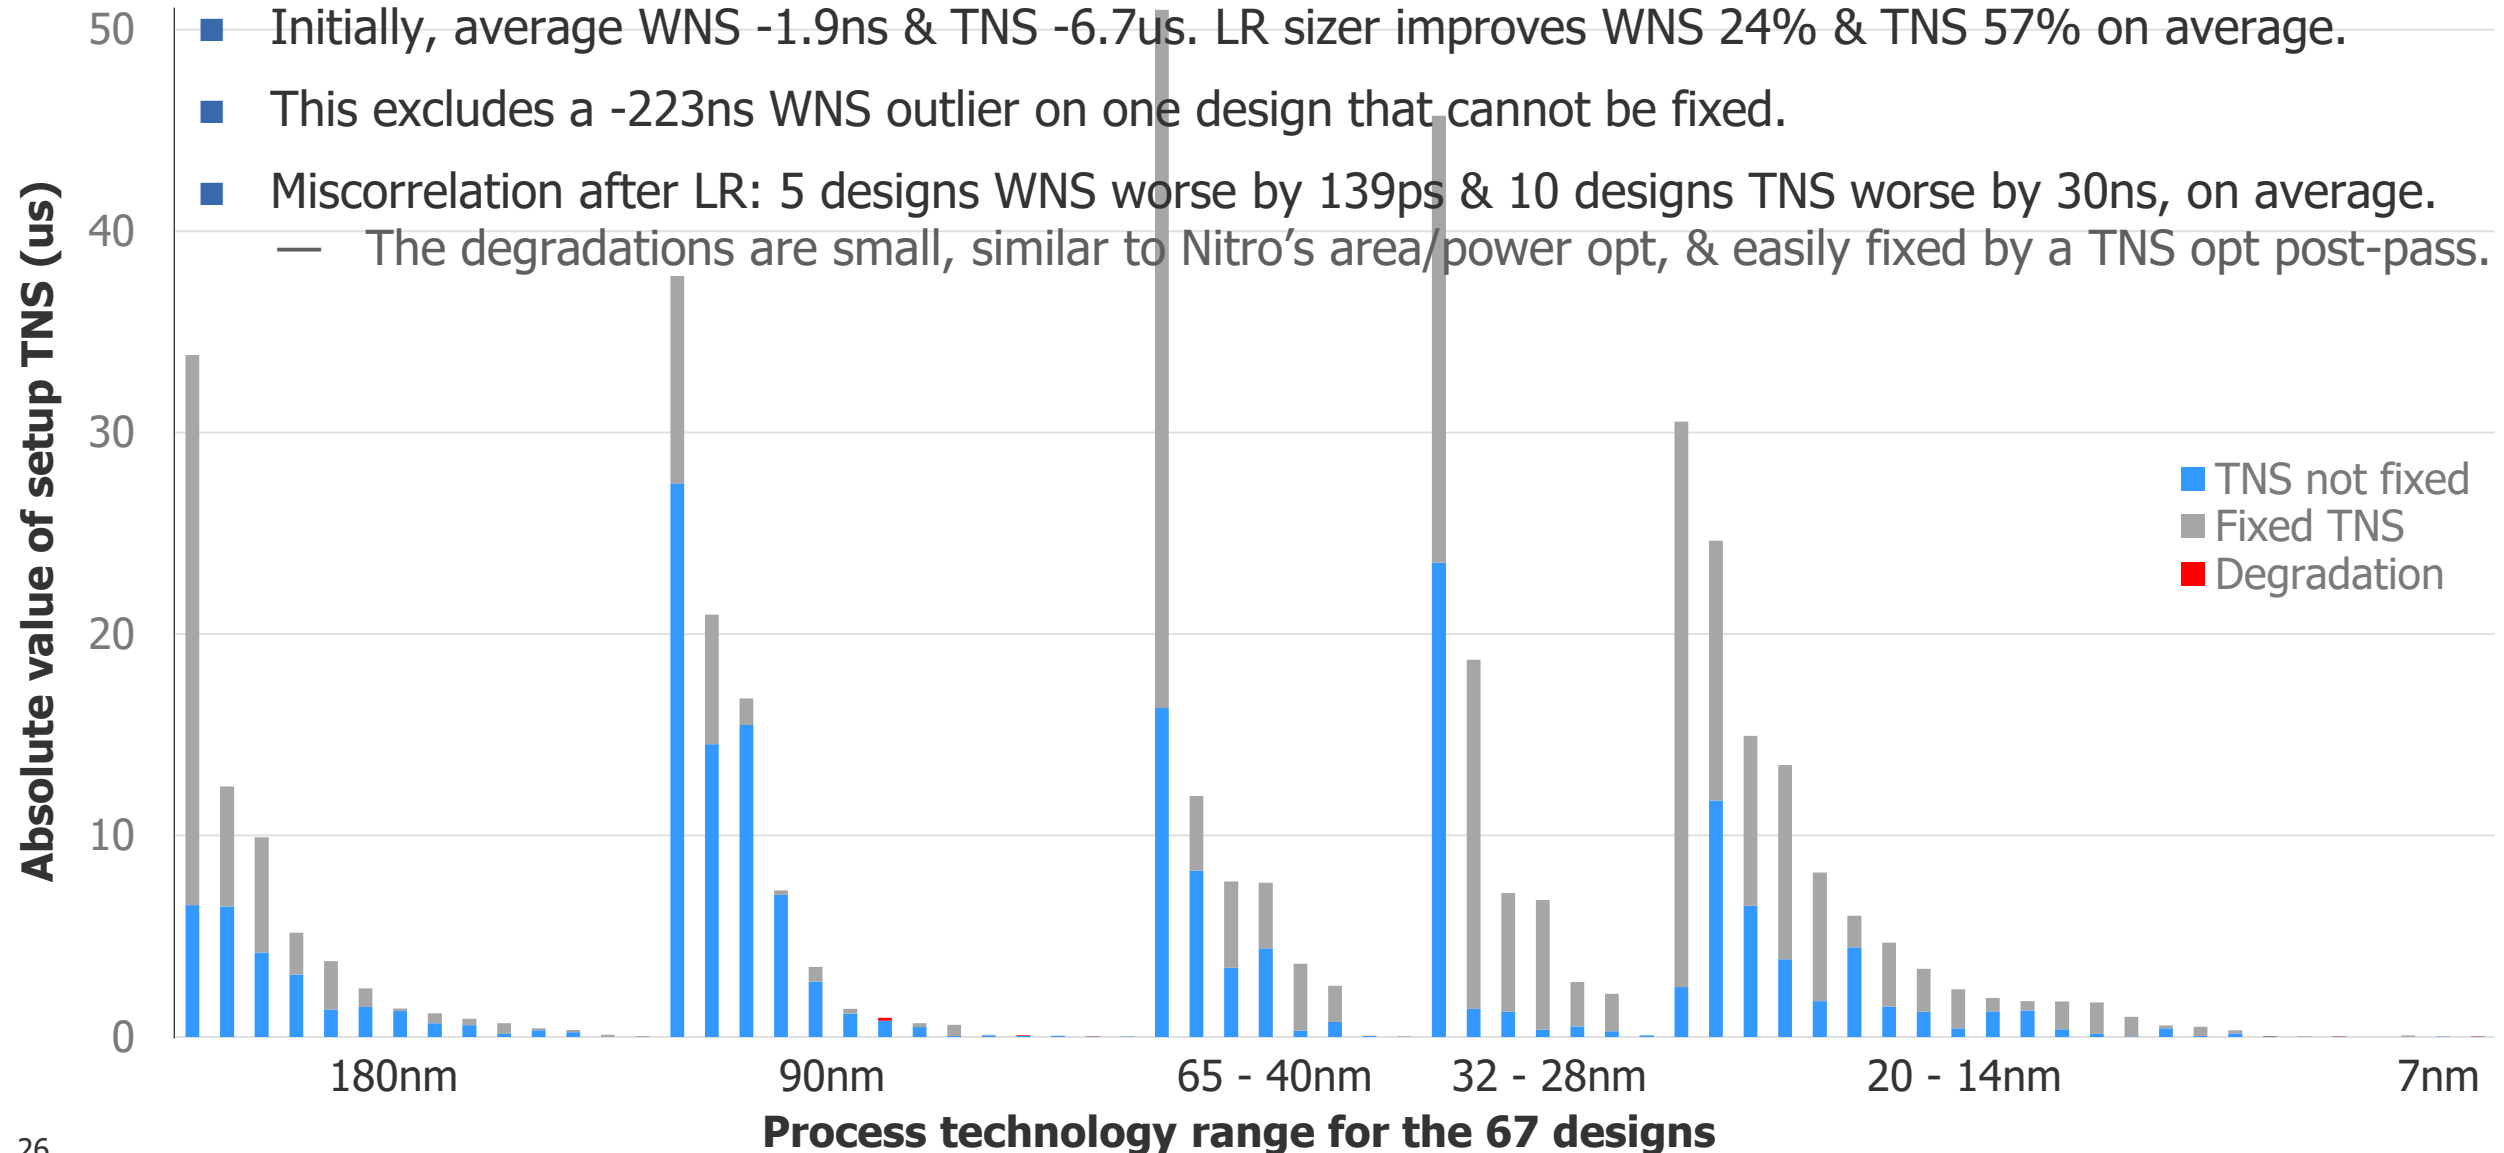 ■ Initially, average WNS -1.9ns & TNS -6.7us. LR sizer improves WNS 24% & TNS 57% on average.
■ This excludes a -223ns WNS outlier on one design that cannot be fixed.
■ Miscorrelation after LR: 5 designs WNS worse by 139ps & 10 designs TNS worse by 30ns, on average.
— The degradations are small, similar to Nitro’s area/power opt, & easily fixed by a TNS opt post-pass.
Absolute value of setup TNS (us)
50
40
30
20
10
0
TNS not fixed
Fixed TNS
Degradation
180nm 90nm 65 - 40nm 32 - 28nm 20 - 14nm 7nm
Process technology range for the 67 designs
26